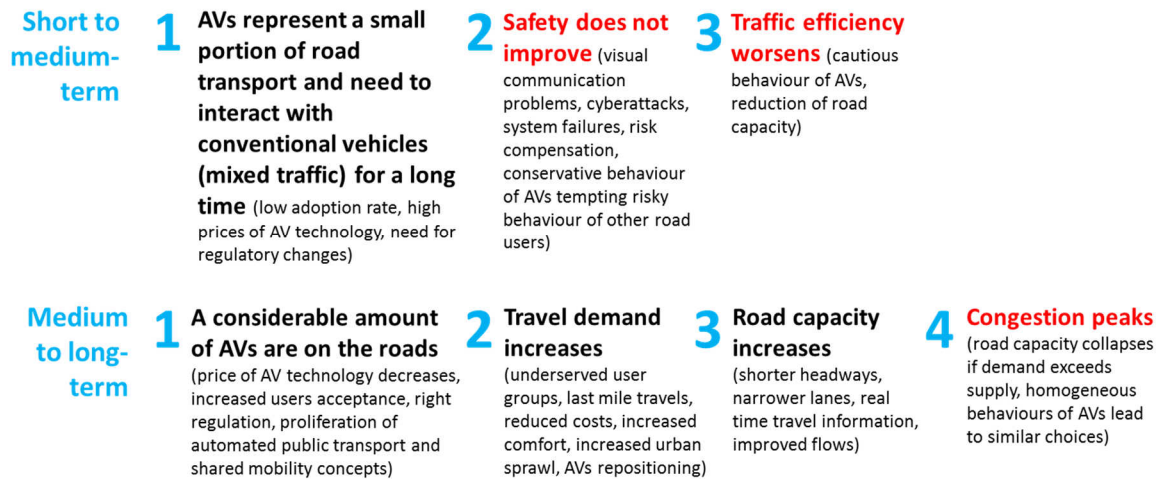 Short to
medium-
term
1
AVs represent a small
portion of road
transport and need to
interact with
conventional vehicles
(mixed traffic) for a long
time (low adoption rate, high
prices of AV technology, need for
regulatory changes)
2
Safety does not
improve (visual
communication
problems, cyberattacks,
system failures, risk
compensation,
conservative behaviour
of AVs tempting risky
behaviour of other road
users)
3
Traffic efficiency
worsens (cautious
behaviour of AVs,
reduction of road
capacity)
Medium
to long-
term
1
A considerable amount
of AVs are on the roads
(price of AV technology decreases,
increased users acceptance, right
regulation, proliferation of
automated public transport and
shared mobility concepts)
2
Travel demand
increases
(underserved user
groups, last mile travels,
reduced costs, increased
comfort, increased urban
sprawl, AVs repositioning)
3
Road capacity
increases
(shorter headways,
narrower lanes, real
time travel information,
improved flows)
4
Congestion peaks
(road capacity collapses
if demand exceeds
supply, homogeneous
behaviours of AVs lead
to similar choices)